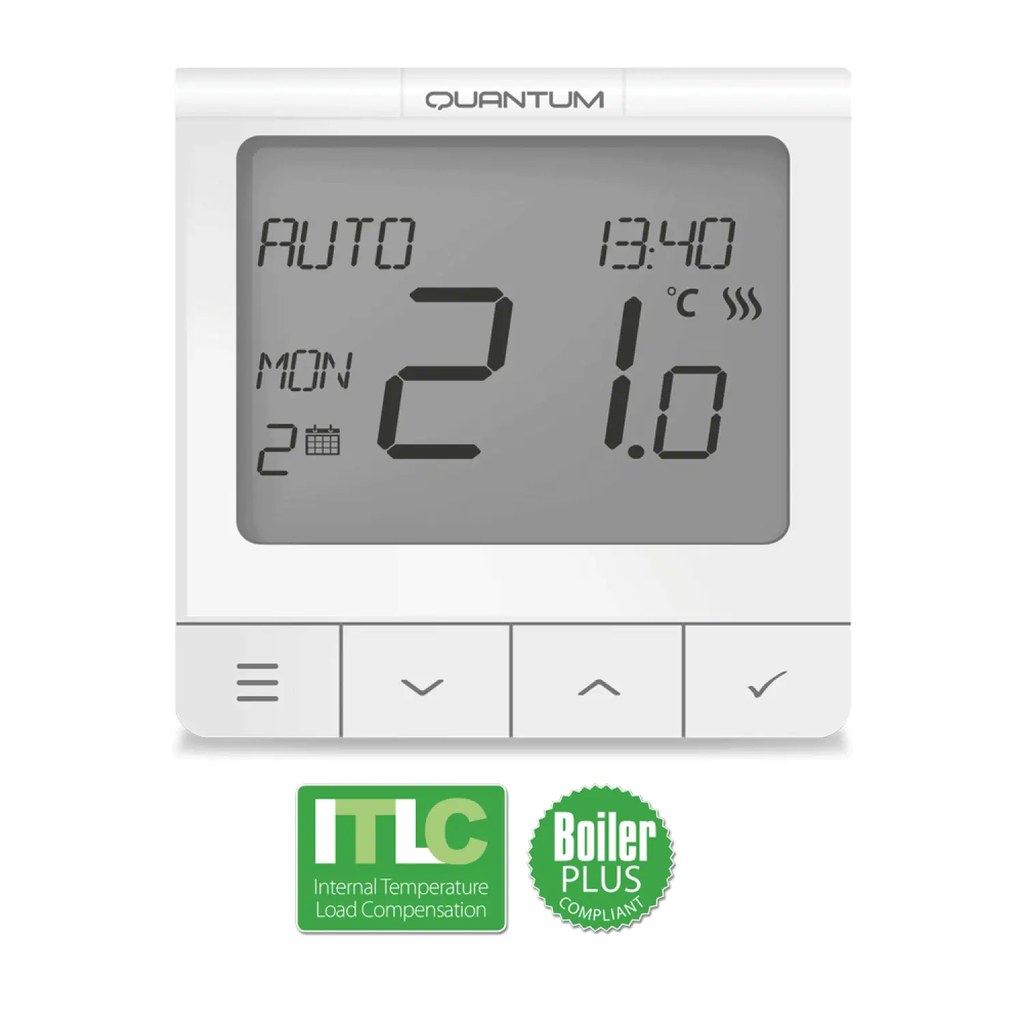 QUANTUM
AUTO 13:40
21.0 °C
MON
2
ITLC
Internal Temperature
Load Compensation
Boiler
PLUS
COMPLIANT